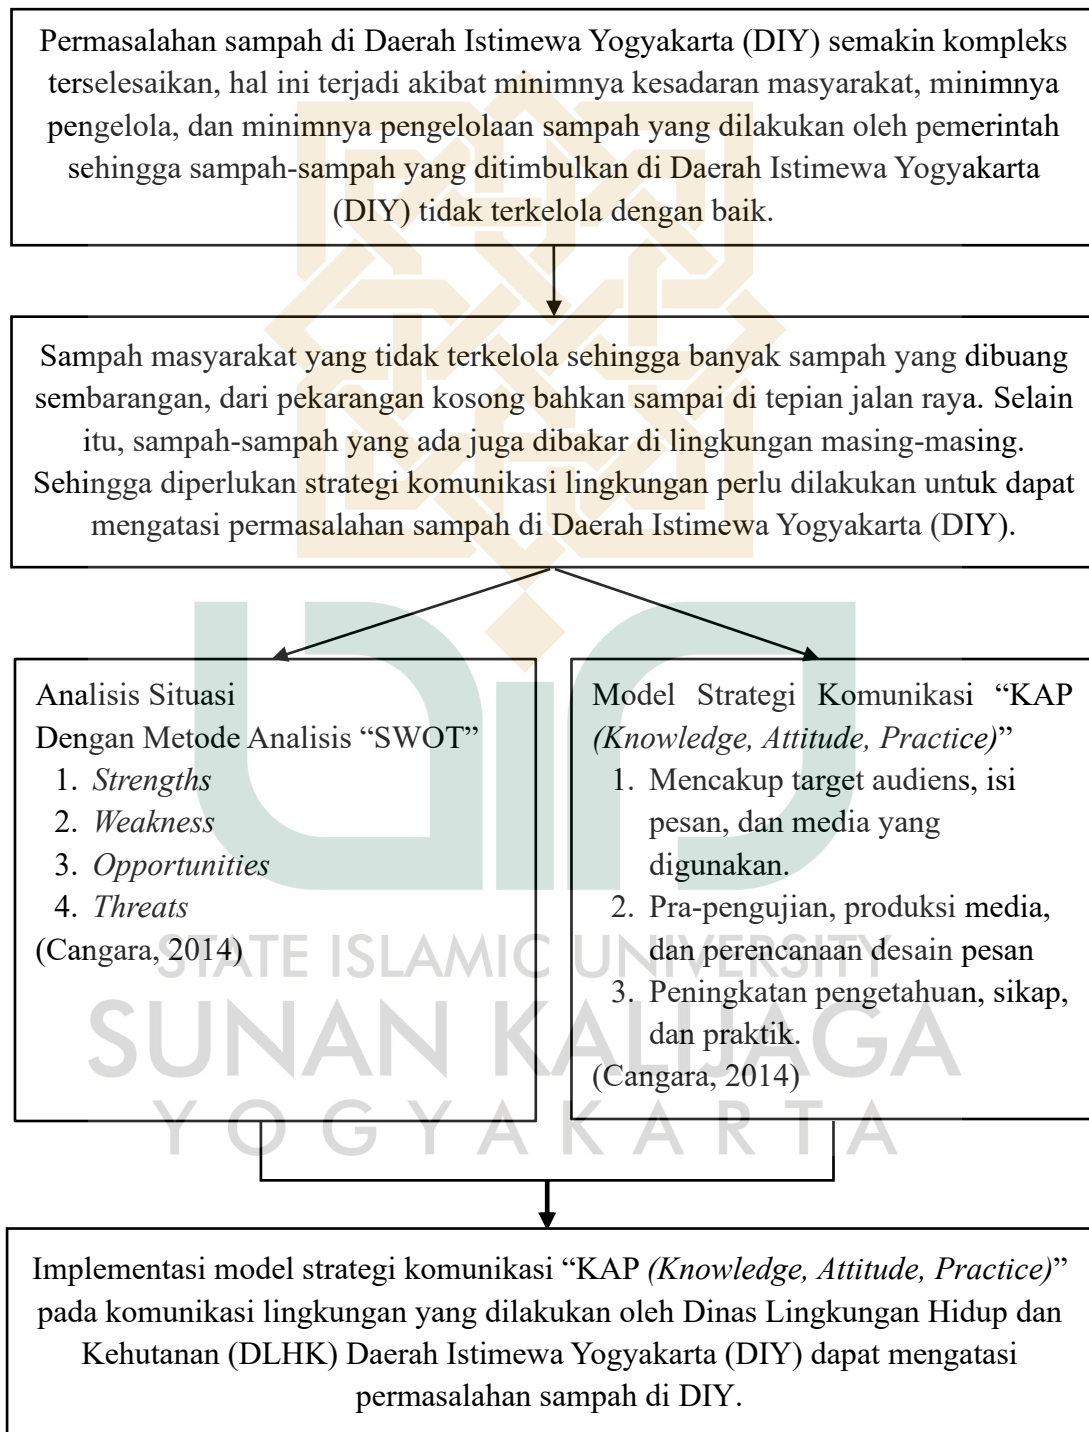 Permasalahan sampah di Daerah Istimewa Yogyakarta (DIY) semakin kompleks
terselesaikan, hal ini terjadi akibat minimnya kesadaran masyarakat, minimnya
pengelola, dan minimnya pengelolaan sampah yang dilakukan oleh pemerintah
sehingga sampah-sampah yang ditimbulkan di Daerah Istimewa Yogyakarta
(DIY) tidak terkelola dengan baik.
Sampah masyarakat yang tidak terkelola sehingga banyak sampah yang dibuang
sembarangan, dari pekarangan kosong bahkan sampai di tepian jalan raya. Selain
itu, sampah-sampah yang ada juga dibakar di lingkungan masing-masing.
Sehingga diperlukan strategi komunikasi lingkungan perlu dilakukan untuk dapat
mengatasi permasalahan sampah di Daerah Istimewa Yogyakarta (DIY).
Analisis Situasi
Dengan Metode Analisis “SWOT”
1. Strengths
2. Weakness
3. Opportunities
4. Threats
(Cangara, 2014)
Model Strategi Komunikasi “KAP
(Knowledge, Attitude, Practice)”
1. Mencakup target audiens, isi
pesan, dan media yang
digunakan.
2. Pra-pengujian, produksi media,
dan perencanaan desain pesan
3. Peningkatan pengetahuan, sikap,
dan praktik.
(Cangara, 2014)
STATE ISLAMIC UNIVERSITY
SUNAN KALIJAGA
YOGYAKARTA
Implementasi model strategi komunikasi “KAP (Knowledge, Attitude, Practice)”
pada komunikasi lingkungan yang dilakukan oleh Dinas Lingkungan Hidup dan
Kehutanan (DLHK) Daerah Istimewa Yogyakarta (DIY) dapat mengatasi
permasalahan sampah di DIY.